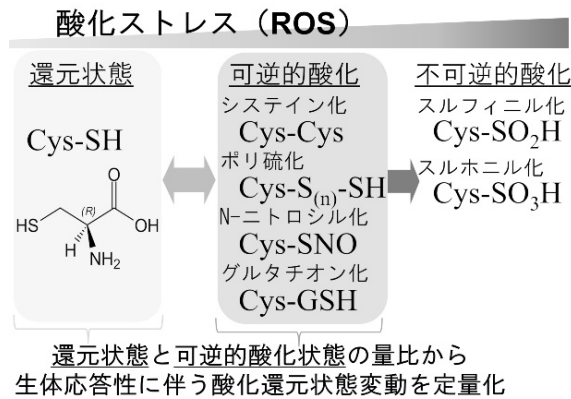 酸化ストレス（ROS）
還元状態
Cys-SH
O
(R)
HS
OH
H
NH2
可逆的酸化
システイン化
Cys-Cys
ポリ硫化
Cys-S(n)-SH
N-ニトロシル化
Cys-SNO
グルタチオン化
Cys-GSH
不可逆的酸化
スルフィニル化
Cys-SO2H
スルホニル化
Cys-SO3H
還元状態と可逆的酸化状態の量比から
生体応答性に伴う酸化還元状態変動を定量化